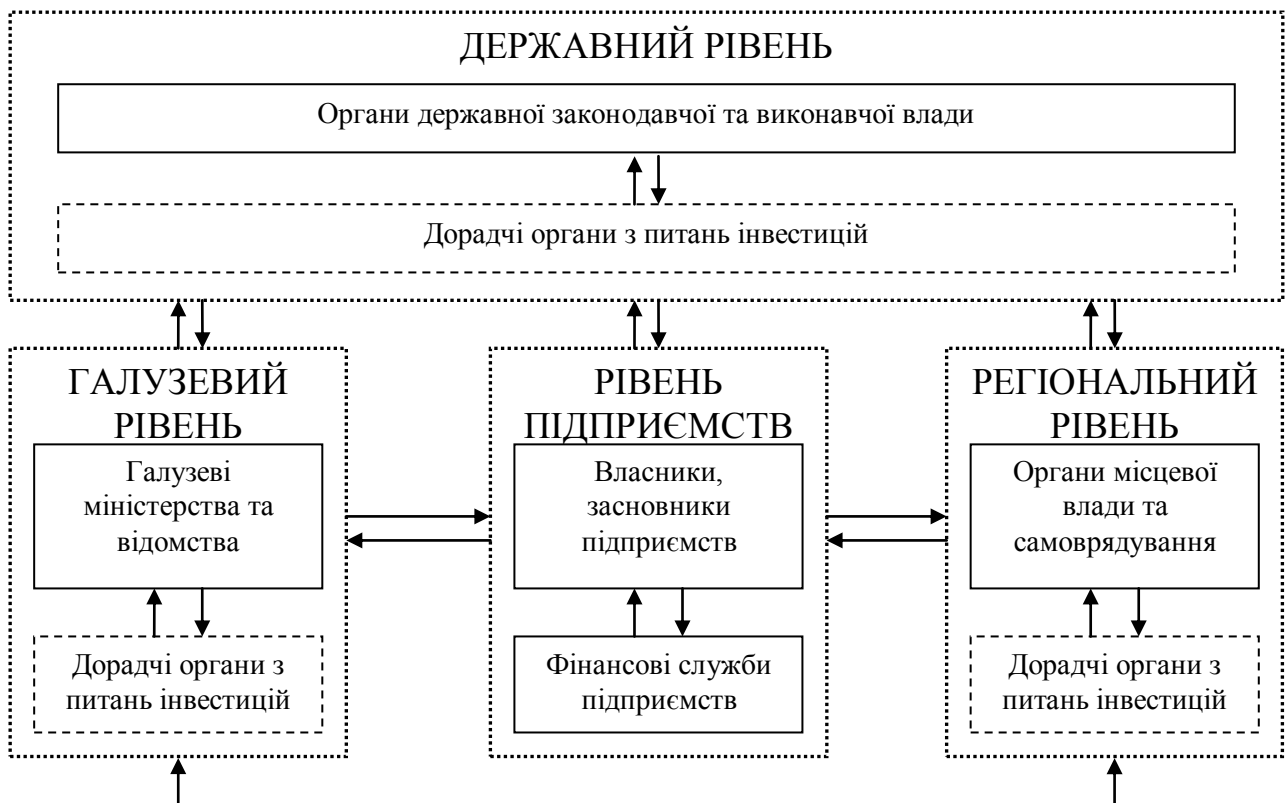 ДЕРЖАВНИЙ РІВЕНЬ
Органи державної законодавчої та виконавчої влади
Дорадчі органи з питань інвестицій
ГАЛУЗЕВИЙ
РІВЕНЬ
Галузеві
міністерства та
відомства
Дорадчі органи з
питань інвестицій
РІВЕНЬ
ПІДПРИЄМСТВ
Власники,
засновники
підприємств
Фінансові служби
підприємств
РЕГІОНАЛЬНИЙ
РІВЕНЬ
Органи місцевої
влади та
самоврядування
Дорадчі органи з
питань інвестицій